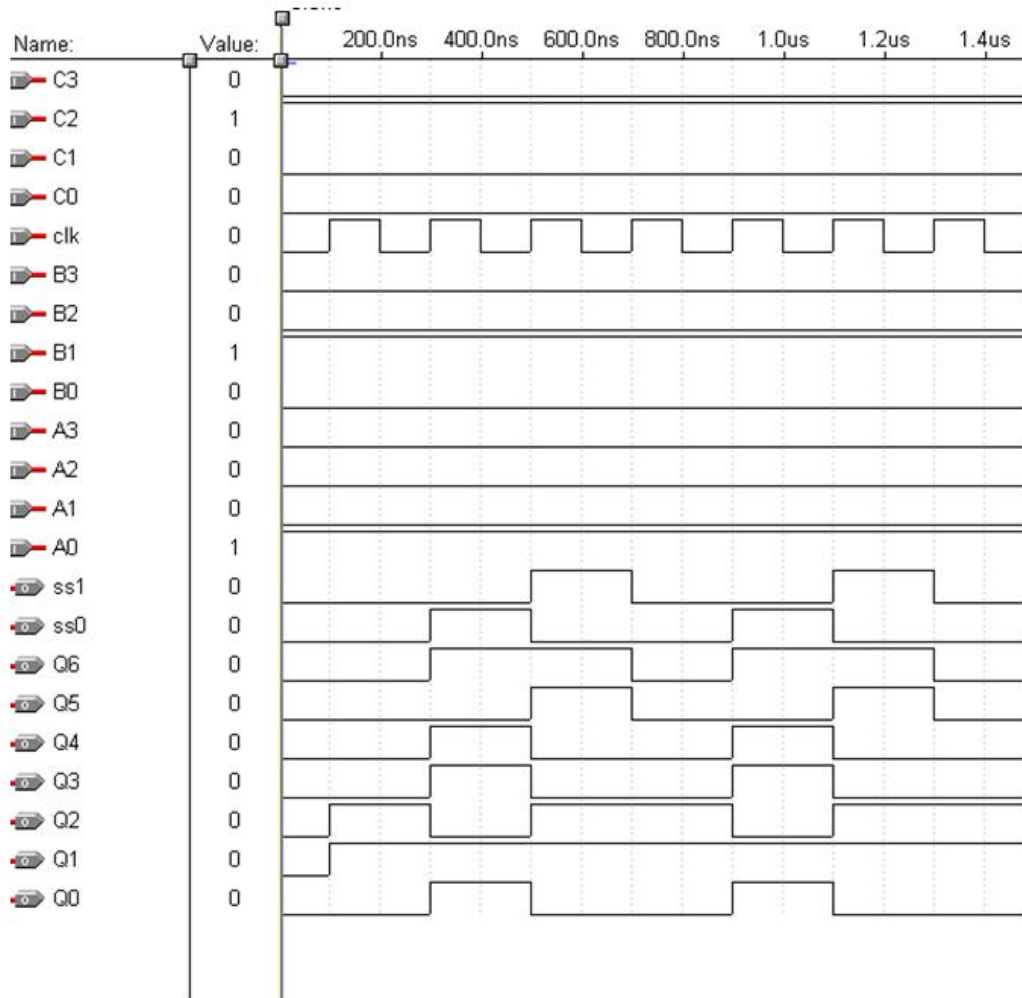 Name: Value: 200.0ns 400.0ns 600.0ns 800.0ns 1.0us 1.2us 1.4us
C3 0
C2 1
C1 0
C0 0
clk 0
B3 0
B2 0
B1 1
B0 0
A3 0
A2 0
A1 0
A0 1
ss1 0
ss0 0
Q6 0
Q5 0
Q4 0
Q3 0
Q2 0
Q1 0
Q0 0